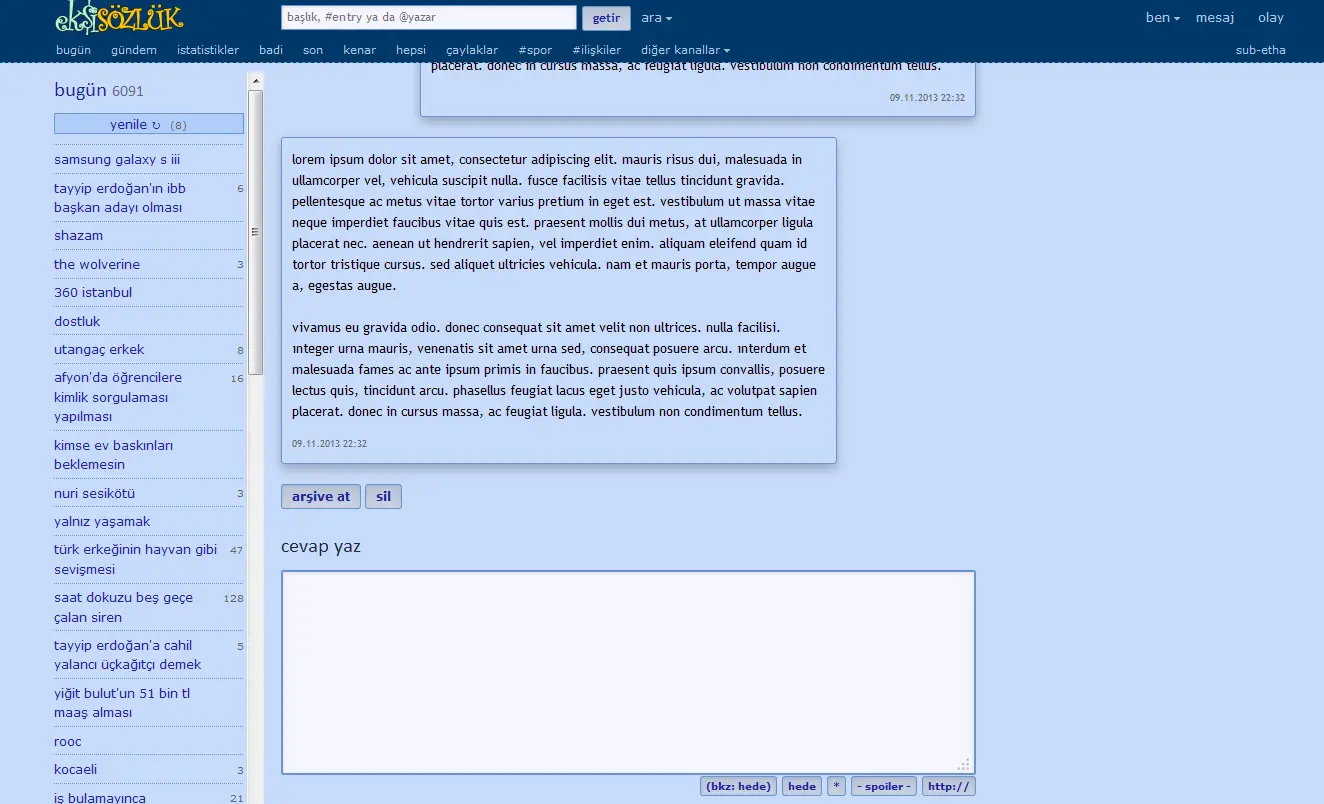 ekşi SÖZLÜK
başlık, #entry ya da @yazar
getir
ara
ben
mesaj
olay
bugün
gündem
istatistikler
badi
son
kenar
hepsi
çaylaklar
#spor
#ilişkiler
diğer kanallar
sub-etha
bugün 6091
yenile ↻ (8)
samsung galaxy s iii
tayyip erdoğan'ın ibb 6
başkan adayı olması
shazam
the wolverine 3
360 istanbul
dostluk
utangaç erkek 8
afyon'da öğrencilere 16
kimlik sorgulaması
yapılması
kimse ev baskınları
beklemesin
nuri sesikötü 3
yalnız yaşamak
türk erkeğinin hayvan gibi 47
sevişmesi
saat dokuzu beş geçe 128
çalan siren
tayyip erdoğan'a cahil 5
yalancı üçkağıtçı demek
yiğit bulut'un 51 bin tl
maaş alması
rooc
kocaeli 3
iş bulamayınca 21
placerat. donec in cursus massa, ac feugiat ligula. vestibulum non condimentum tellus.
09.11.2013 22:32
lorem ipsum dolor sit amet, consectetur adipiscing elit. mauris risus dui, malesuada in
ullamcorper vel, vehicula suscipit nulla. fusce facilisis vitae tellus tincidunt gravida.
pellentesque ac metus vitae tortor varius pretium in eget est. vestibulum ut massa vitae
neque imperdiet faucibus vitae quis est. praesent mollis dui metus, at ullamcorper ligula
placerat nec. aenean ut hendrerit sapien, vel imperdiet enim. aliquam eleifend quam id
tortor tristique cursus. sed aliquet ultricies vehicula. nam et mauris porta, tempor augue
a, egestas augue.
vivamus eu gravida odio. donec consequat sit amet velit non ultrices. nulla facilisi.
ınteger urna mauris, venenatis sit amet urna sed, consequat posuere arcu. ınterdum et
malesuada fames ac ante ipsum primis in faucibus. praesent quis ipsum convallis, posuere
lectus quis, tincidunt arcu. phasellus feugiat lacus eget justo vehicula, ac volutpat sapien
placerat. donec in cursus massa, ac feugiat ligula. vestibulum non condimentum tellus.
09.11.2013 22:32
arşive at
sil
cevap yaz
(bkz: hede)
hede
*
- spoiler -
http://